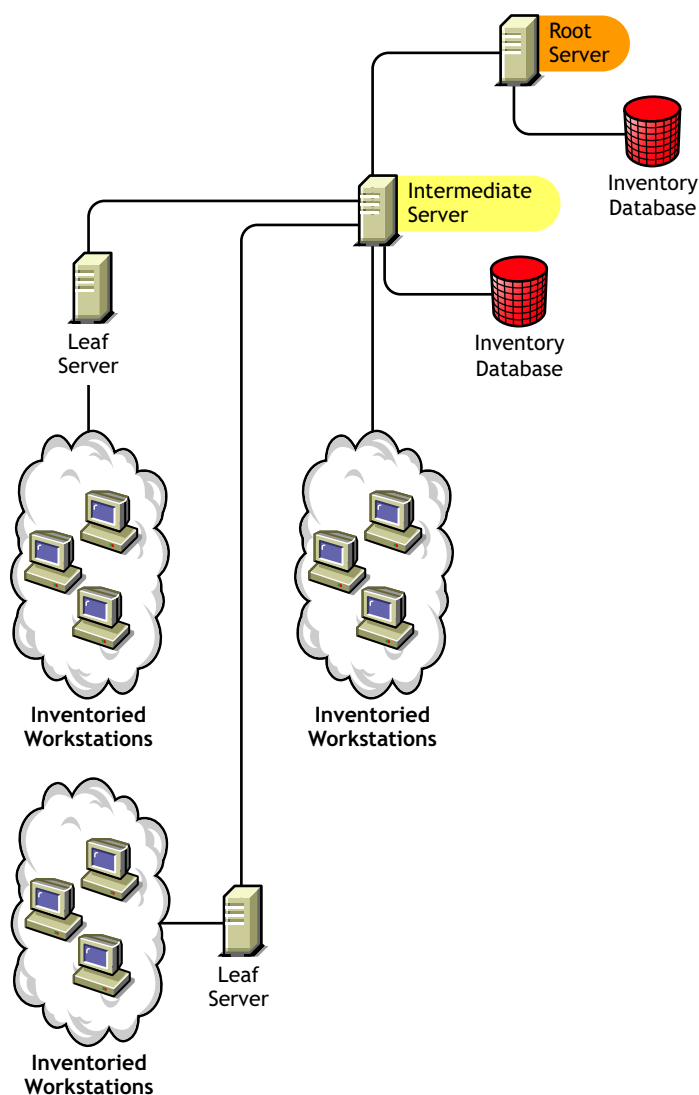 Root
Server
Inventory
Database
Intermediate
Server
Leaf
Server
Inventory
Database
Inventoried
Workstations
Inventoried
Workstations
Leaf
Server
Inventoried
Workstations